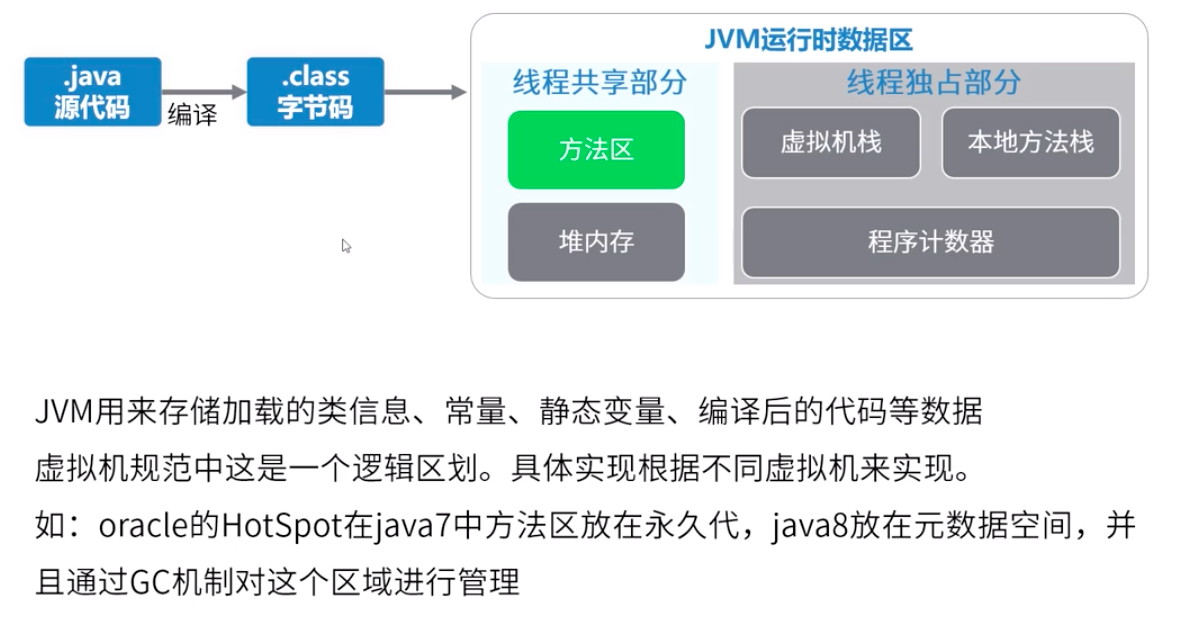 JVM运行时数据区
.java
源代码
编译
.class
字节码
线程共享部分
方法区
堆内存
线程独占部分
虚拟机栈
本地方法栈
程序计数器
JVM用来存储加载的类信息、常量、静态变量、编译后的代码等数据
虚拟机规范中这是一个逻辑区划。具体实现根据不同虚拟机来实现。
如：oracle的HotSpot在java7中方法区放在永久代，java8放在元数据空间，并
且通过GC机制对这个区域进行管理